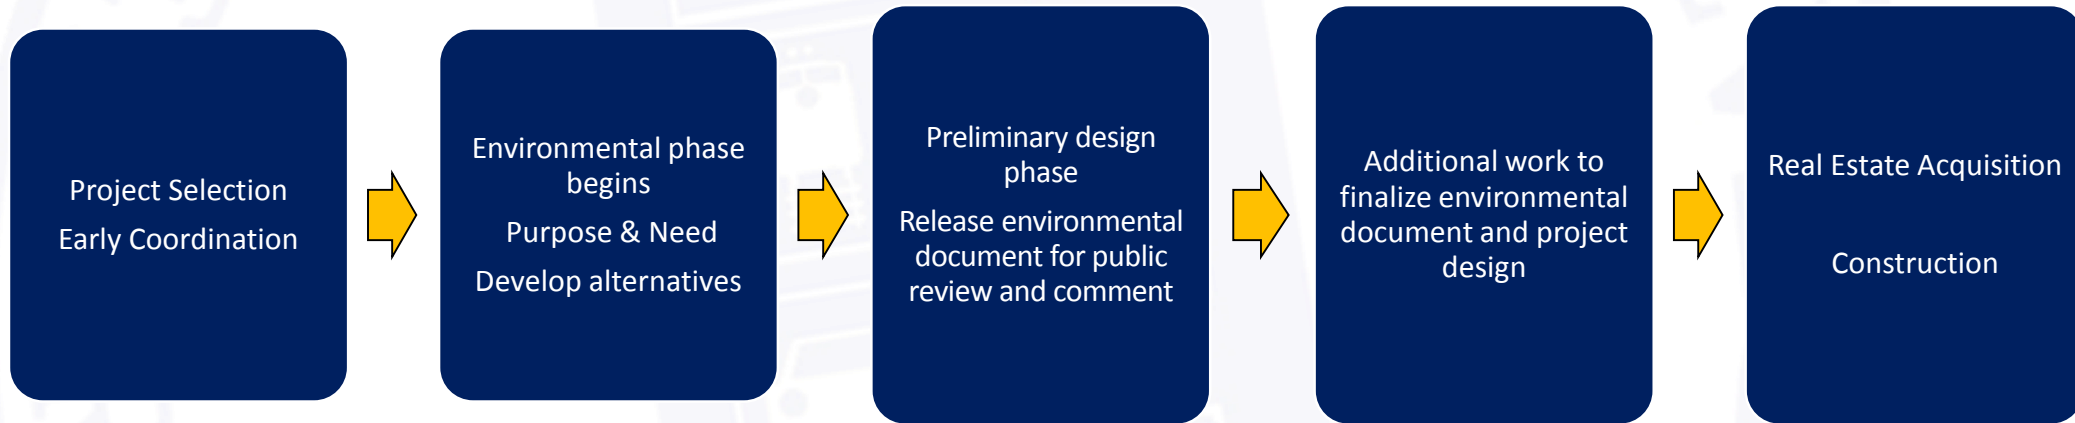 Project Selection
Early Coordination
Environmental phase
begins
Purpose & Need
Develop alternatives
Preliminary design
phase
Release environmental
document for public
review and comment
Additional work to
finalize environmental
document and project
design
Real Estate Acquisition
Construction